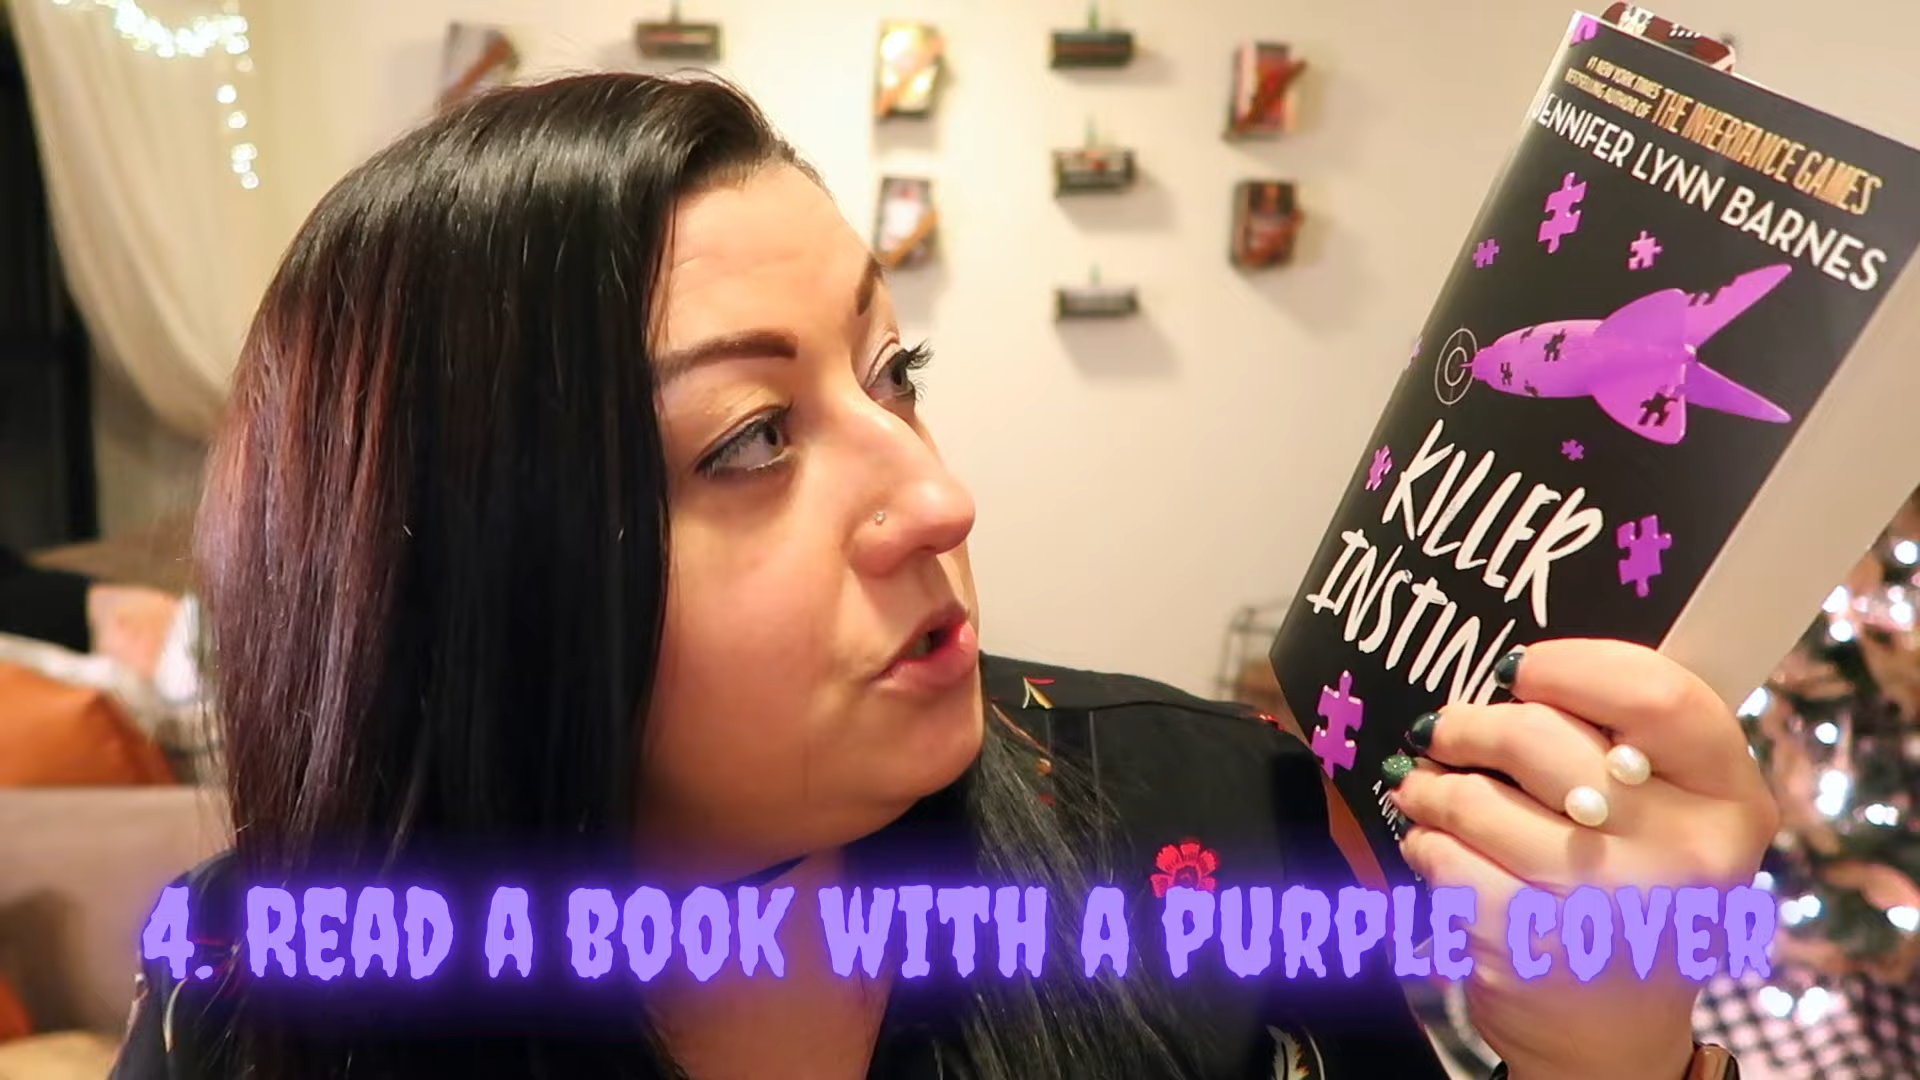 #1 NEW YORK TIMES
BESTSELLING AUTHOR OF THE INHERITANCE GAMES
JENNIFER LYNN BARNES
KILLER
INSTINC
A
4. READ A BOOK WITH A PURPLE COVER